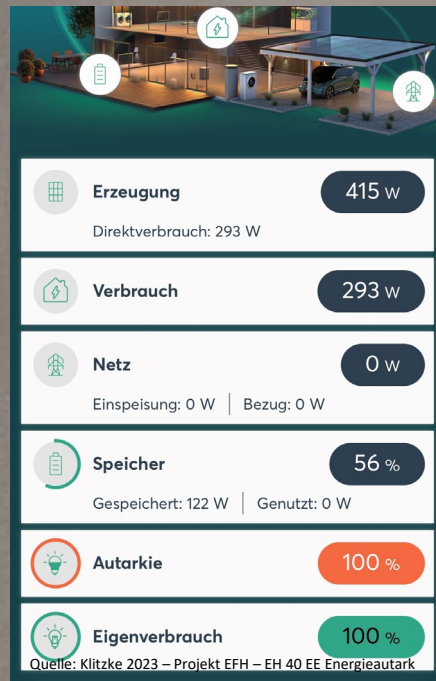 Erzeugung 415 W
Direktverbrauch: 293 W
Verbrauch 293 W
Netz 0 W
Einspeisung: 0 W | Bezug: 0 W
Speicher 56 %
Gespeichert: 122 W | Genutzt: 0 W
Autarkie 100 %
Eigenverbrauch 100 %
Quelle: Klitzke 2023 – Projekt EFH – EH 40 EE Energieautark